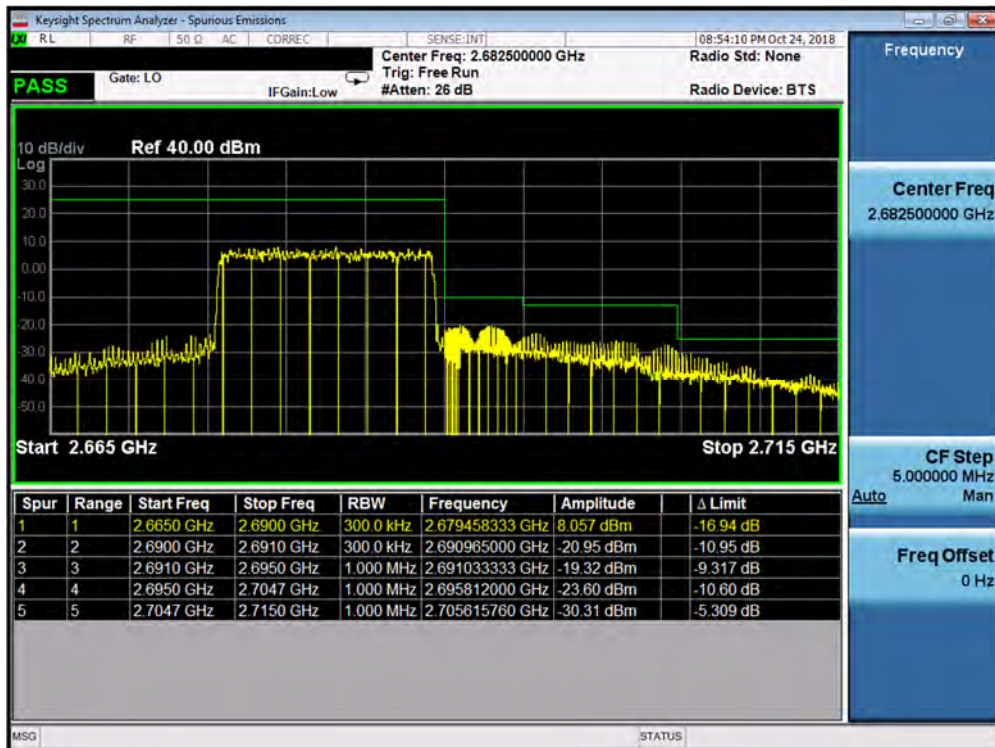 Keysight Spectrum Analyzer - Spurious Emissions
LXI RL RF 50 Ω AC CORREC SENSE:INT 08:54:10 PM Oct 24, 2018
Center Freq: 2.682500000 GHz Radio Std: None
PASS Gate: LO Trig: Free Run
IFGain:Low #Atten: 26 dB Radio Device: BTS
10 dB/div Ref 40.00 dBm
Log
30.0
20.0
10.0
0.00
-10.0
-20.0
-30.0
-40.0
-50.0
Start 2.665 GHz Stop 2.715 GHz
Spur Range Start Freq Stop Freq RBW Frequency Amplitude Δ Limit
1 1 2.6650 GHz 2.6900 GHz 300.0 kHz 2.679458333 GHz 8.057 dBm -16.94 dB
2 2 2.6900 GHz 2.6910 GHz 300.0 kHz 2.690965000 GHz -20.95 dBm -10.95 dB
3 3 2.6910 GHz 2.6950 GHz 1.000 MHz 2.691033333 GHz -19.32 dBm -9.317 dB
4 4 2.6950 GHz 2.7047 GHz 1.000 MHz 2.695812000 GHz -23.60 dBm -10.60 dB
5 5 2.7047 GHz 2.7150 GHz 1.000 MHz 2.705615760 GHz -30.31 dBm -5.309 dB
MSG STATUS
Frequency
Center Freq
2.682500000 GHz
CF Step
5.000000 MHz
Auto Man
Freq Offset
0 Hz